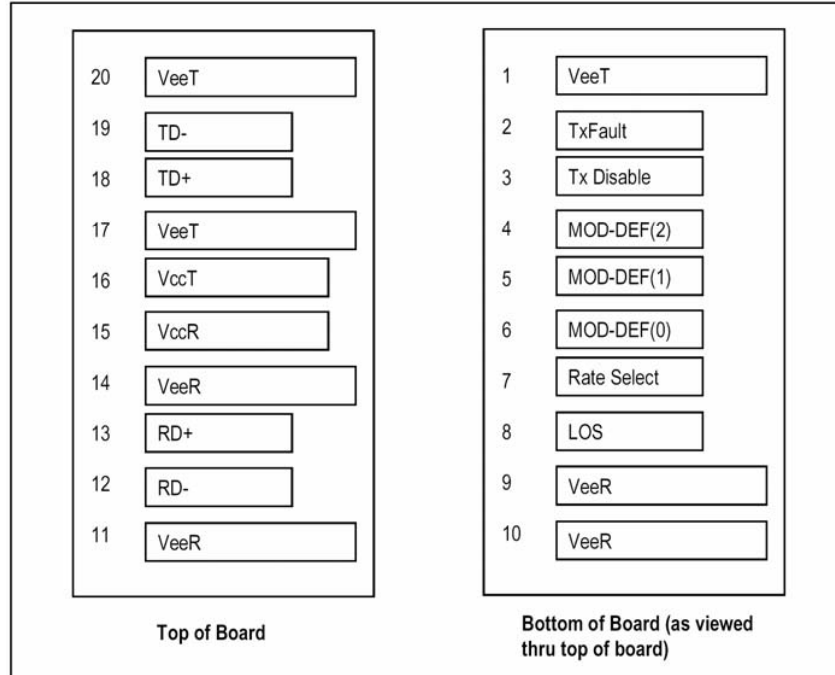 20 VeeT
19 TD-
18 TD+
17 VeeT
16 VccT
15 VccR
14 VeeR
13 RD+
12 RD-
11 VeeR
Top of Board
1 VeeT
2 TxFault
3 Tx Disable
4 MOD-DEF(2)
5 MOD-DEF(1)
6 MOD-DEF(0)
7 Rate Select
8 LOS
9 VeeR
10 VeeR
Bottom of Board (as viewed
thru top of board)